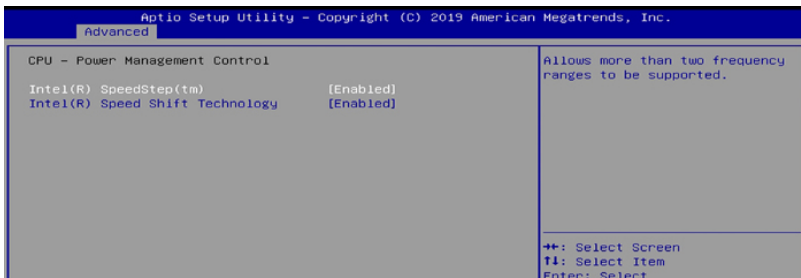 Aptio Setup Utility – Copyright (C) 2019 American Megatrends, Inc.
Advanced
CPU – Power Management Control
Intel(R) SpeedStep(tm) [Enabled]
Intel(R) Speed Shift Technology [Enabled]
Allows more than two frequency
ranges to be supported.
→←: Select Screen
↑↓: Select Item
Enter: Select